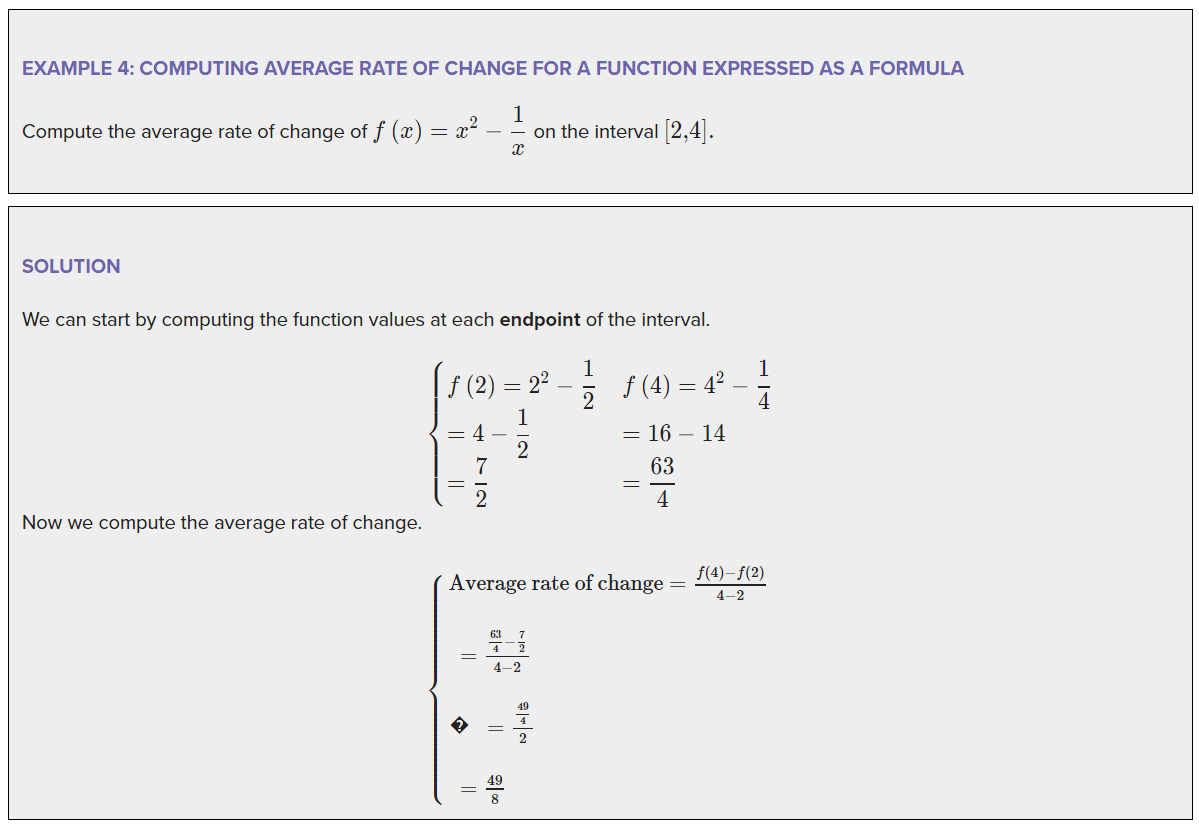 EXAMPLE 4: COMPUTING AVERAGE RATE OF CHANGE FOR A FUNCTION EXPRESSED AS A FORMULA
Compute the average rate of change of f (x) = x² − 1/x on the interval [2,4].
SOLUTION
We can start by computing the function values at each endpoint of the interval.
f (2) = 2² − 1/2 f (4) = 4² − 1/4
= 4 − 1/2 = 16 − 14
= 7/2 = 63/4
Now we compute the average rate of change.
Average rate of change = f(4)−f(2)/4−2
= 63/4 − 7/2 / 4−2
� = 49/4 / 2
= 49/8